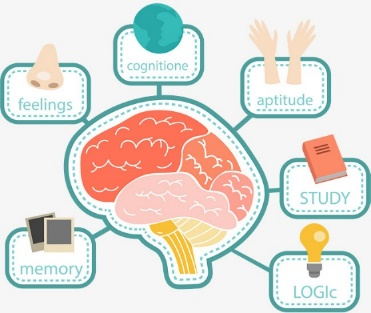 cognitione
feelings
aptitude
STUDY
memory
LOGIc